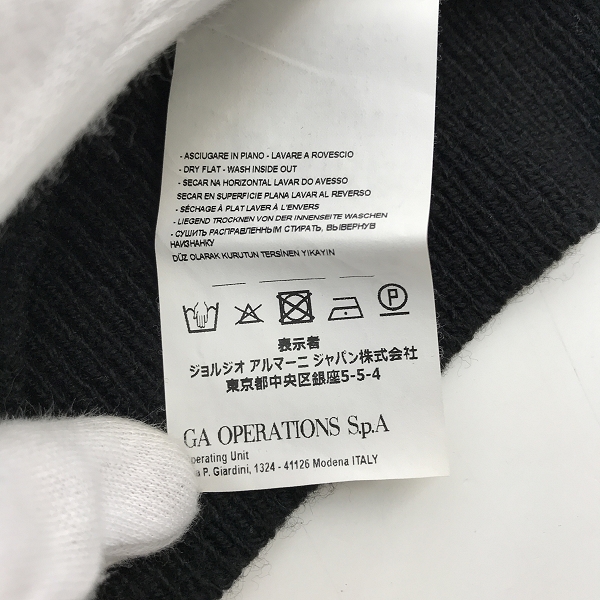 - ASCIUGARE IN PIANO - LAVARE A ROVESCIO
- DRY FLAT - WASH INSIDE OUT
- SECAR NA HORIZONTAL LAVAR DO AVESSO
SECAR EN SUPERFICIE PLANA LAVAR AL REVERSO
- SÉCHAGE À PLAT LAVER À L'ENVERS
- LIEGEND TROCKNEN VON DER INNENSEITE WASCHEN
- СУШИТЬ РАСПРАВЛЕННЫМ СТИРАТЬ, ВЫВЕРНУВ
НАИЗНАНКУ
DÜZ OLARAK KURUTUN TERSİNEN YIKAYIN
P
表示者
ジョルジオ アルマーニ ジャパン株式会社
東京都中央区銀座5-5-4
GA OPERATIONS S.p.A
perating Unit
P. Giardini, 1324 - 41126 Modena ITALY